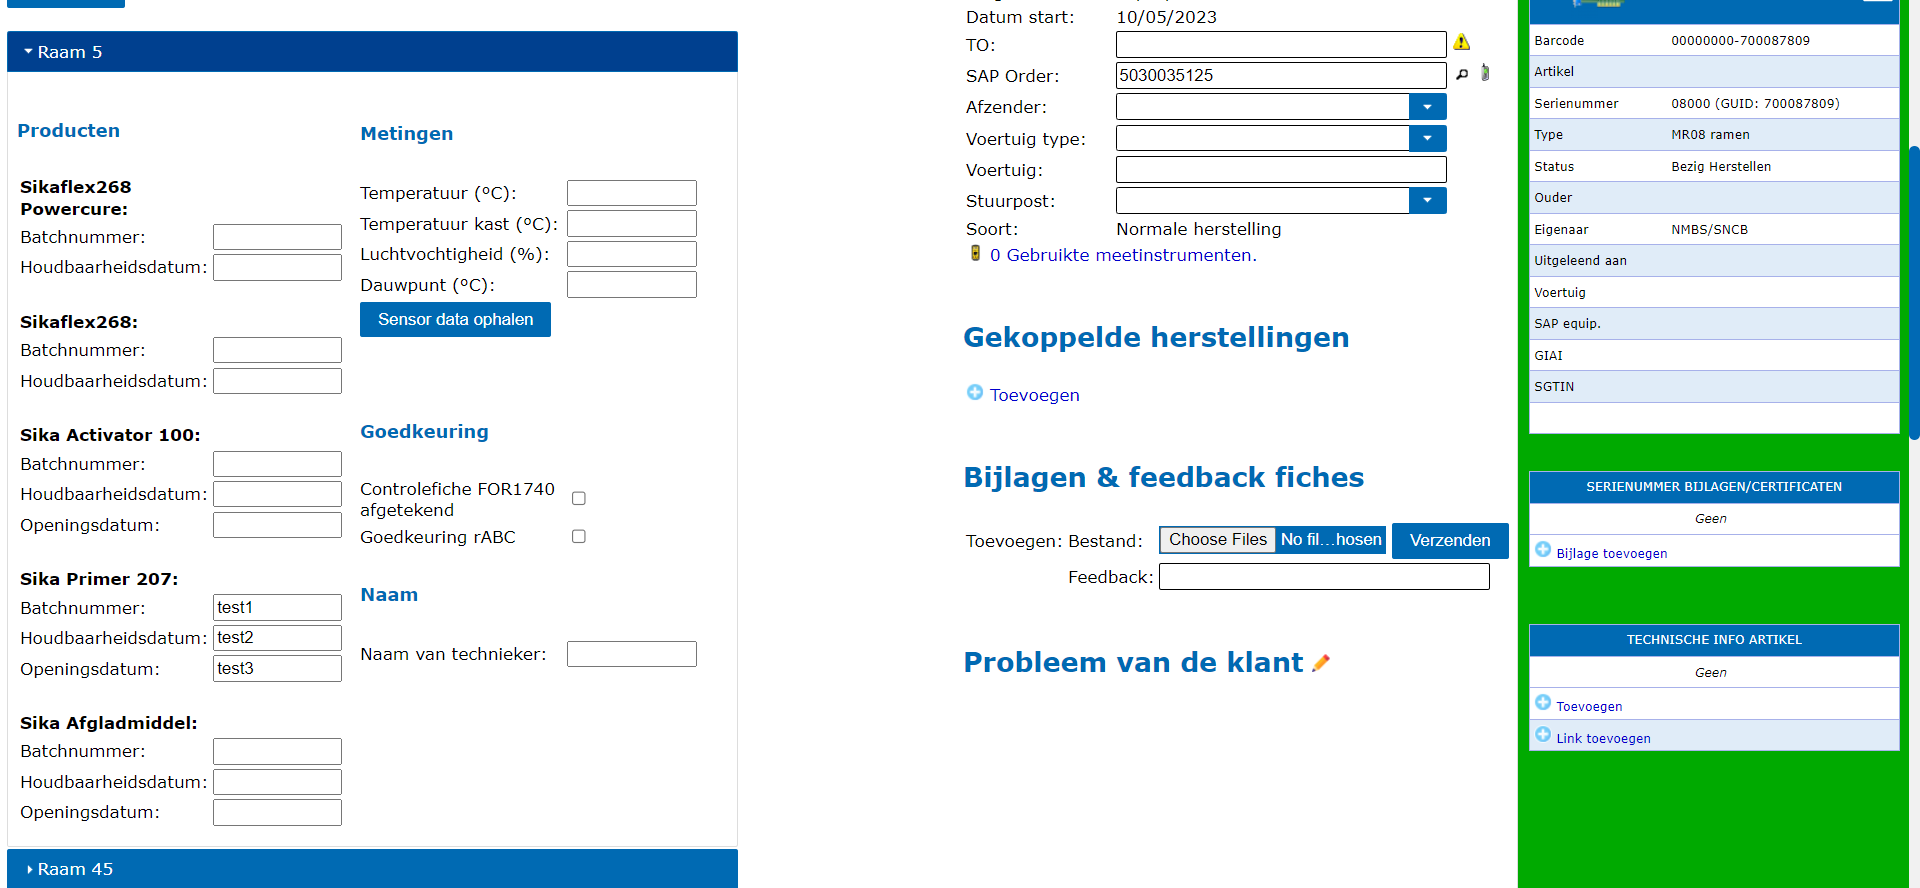 Raam 5
Producten
Sikaflex268
Powercure:
Batchnummer:
Houdbaarheidsdatum:
Sikaflex268:
Batchnummer:
Houdbaarheidsdatum:
Sika Activator 100:
Batchnummer:
Houdbaarheidsdatum:
Openingsdatum:
Sika Primer 207:
Batchnummer: test1
Houdbaarheidsdatum: test2
Openingsdatum: test3
Sika Afgladmiddel:
Batchnummer:
Houdbaarheidsdatum:
Openingsdatum:
Metingen
Temperatuur (°C):
Temperatuur kast (°C):
Luchtvochtigheid (%):
Dauwpunt (°C):
Sensor data ophalen
Goedkeuring
Controlefiche FOR1740
afgetekend
Goedkeuring rABC
Naam
Naam van technieker:
Raam 45
Datum start: 10/05/2023
TO:
SAP Order: 5030035125
Afzender:
Voertuig type:
Voertuig:
Stuurpost:
Soort: Normale herstelling
0 Gebruikte meetinstrumenten.
Gekoppelde herstellingen
Toevoegen
Bijlagen & feedback fiches
Toevoegen: Bestand: Choose Files No fil...hosen Verzenden
Feedback:
Probleem van de klant
Barcode 00000000-700087809
Artikel
Serienummer 08000 (GUID: 700087809)
Type MR08 ramen
Status Bezig Herstellen
Ouder
Eigenaar NMBS/SNCB
Uitgeleend aan
Voertuig
SAP equip.
GIAI
SGTIN
SERIENUMMER BIJLAGEN/CERTIFICATEN
Geen
Bijlage toevoegen
TECHNISCHE INFO ARTIKEL
Geen
Toevoegen
Link toevoegen